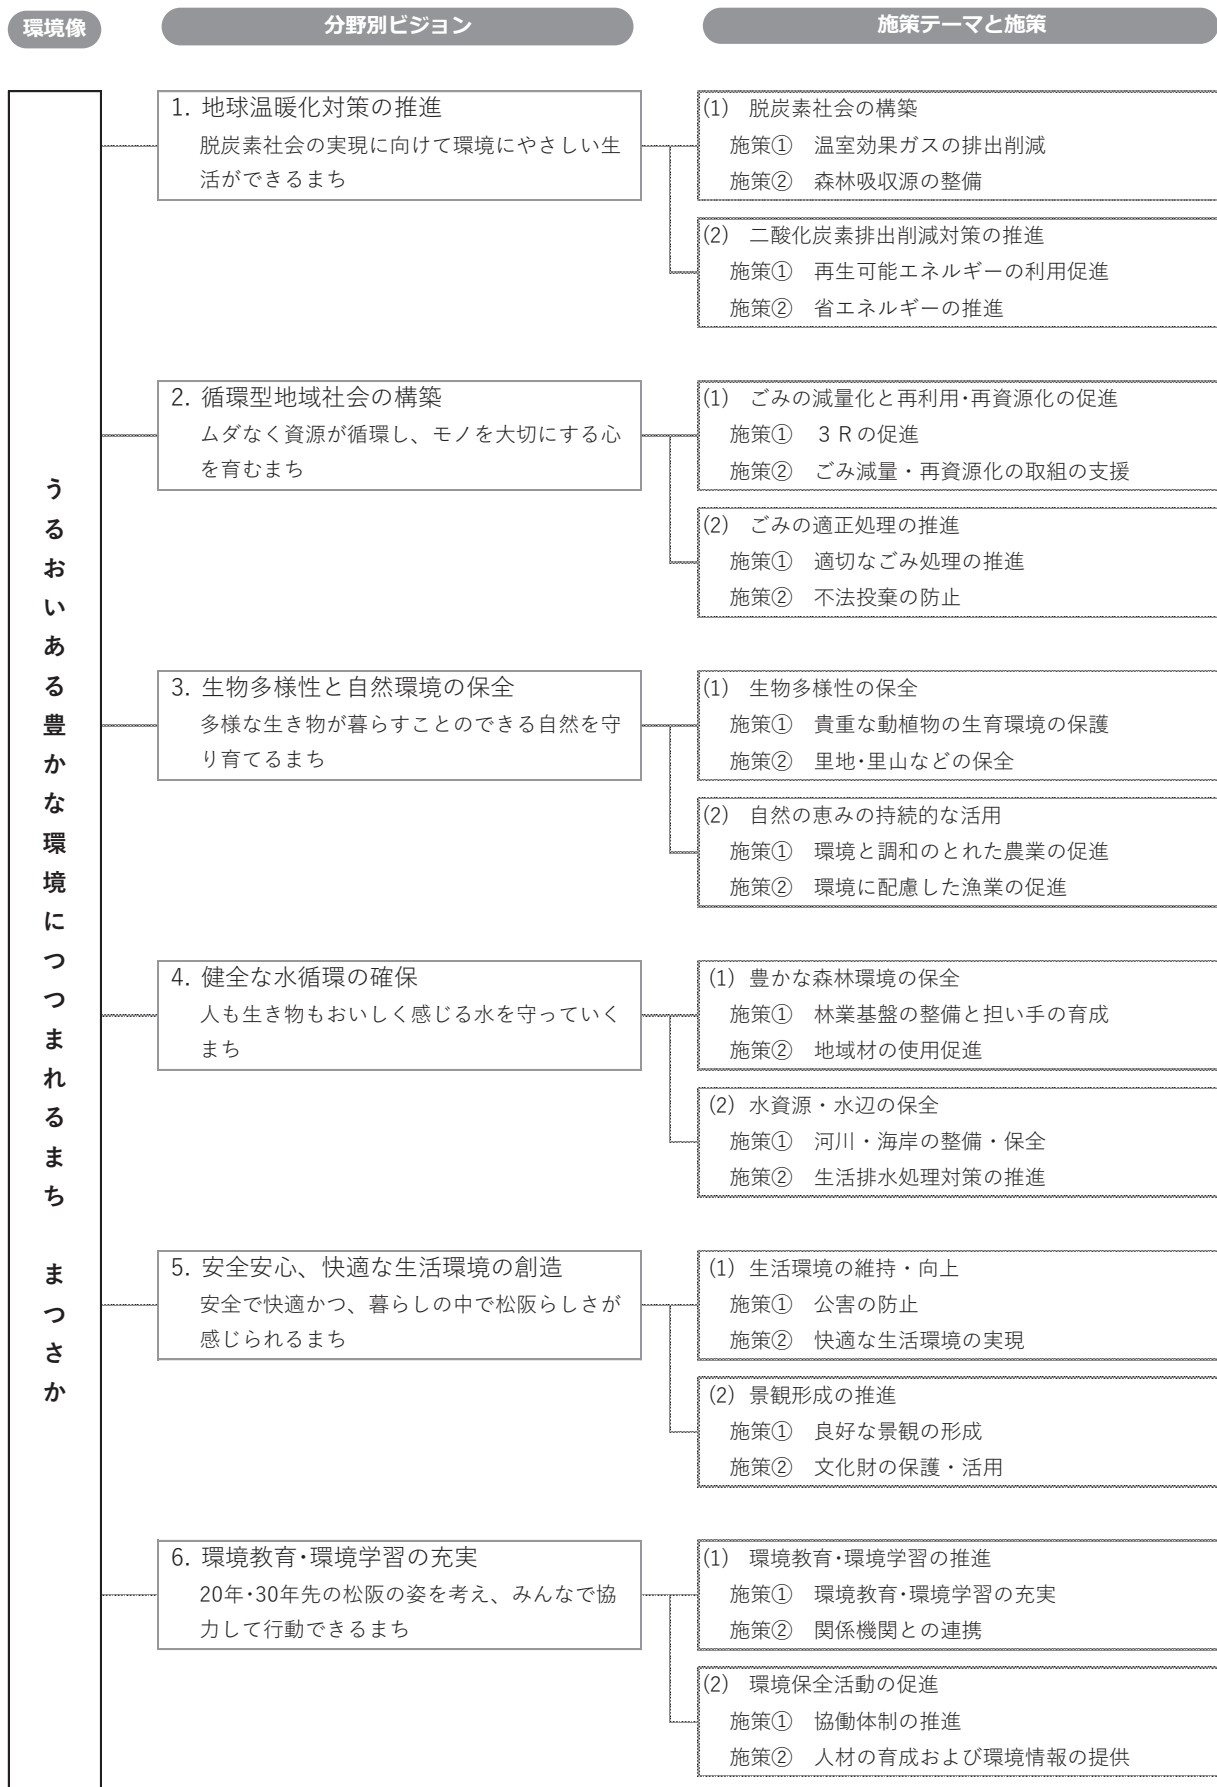 環境像
分野別ビジョン
施策テーマと施策
うるおいある豊かな環境につつまれるまち　まつさか
1. 地球温暖化対策の推進
脱炭素社会の実現に向けて環境にやさしい生
活ができるまち
(1)　脱炭素社会の構築
施策①　温室効果ガスの排出削減
施策②　森林吸収源の整備
(2)　二酸化炭素排出削減対策の推進
施策①　再生可能エネルギーの利用促進
施策②　省エネルギーの推進
2. 循環型地域社会の構築
ムダなく資源が循環し、モノを大切にする心
を育むまち
(1)　ごみの減量化と再利用･再資源化の促進
施策①　３Ｒの促進
施策②　ごみ減量・再資源化の取組の支援
(2)　ごみの適正処理の推進
施策①　適切なごみ処理の推進
施策②　不法投棄の防止
3. 生物多様性と自然環境の保全
多様な生き物が暮らすことのできる自然を守
り育てるまち
(1)　生物多様性の保全
施策①　貴重な動植物の生育環境の保護
施策②　里地･里山などの保全
(2)　自然の恵みの持続的な活用
施策①　環境と調和のとれた農業の促進
施策②　環境に配慮した漁業の促進
4. 健全な水循環の確保
人も生き物もおいしく感じる水を守っていく
まち
(1) 豊かな森林環境の保全
施策①　林業基盤の整備と担い手の育成
施策②　地域材の使用促進
(2) 水資源・水辺の保全
施策①　河川・海岸の整備・保全
施策②　生活排水処理対策の推進
5. 安全安心、快適な生活環境の創造
安全で快適かつ、暮らしの中で松阪らしさが
感じられるまち
(1) 生活環境の維持・向上
施策①　公害の防止
施策②　快適な生活環境の実現
(2) 景観形成の推進
施策①　良好な景観の形成
施策②　文化財の保護・活用
6. 環境教育･環境学習の充実
20年･30年先の松阪の姿を考え、みんなで協
力して行動できるまち
(1)　環境教育･環境学習の推進
施策①　環境教育･環境学習の充実
施策②　関係機関との連携
(2)　環境保全活動の促進
施策①　協働体制の推進
施策②　人材の育成および環境情報の提供